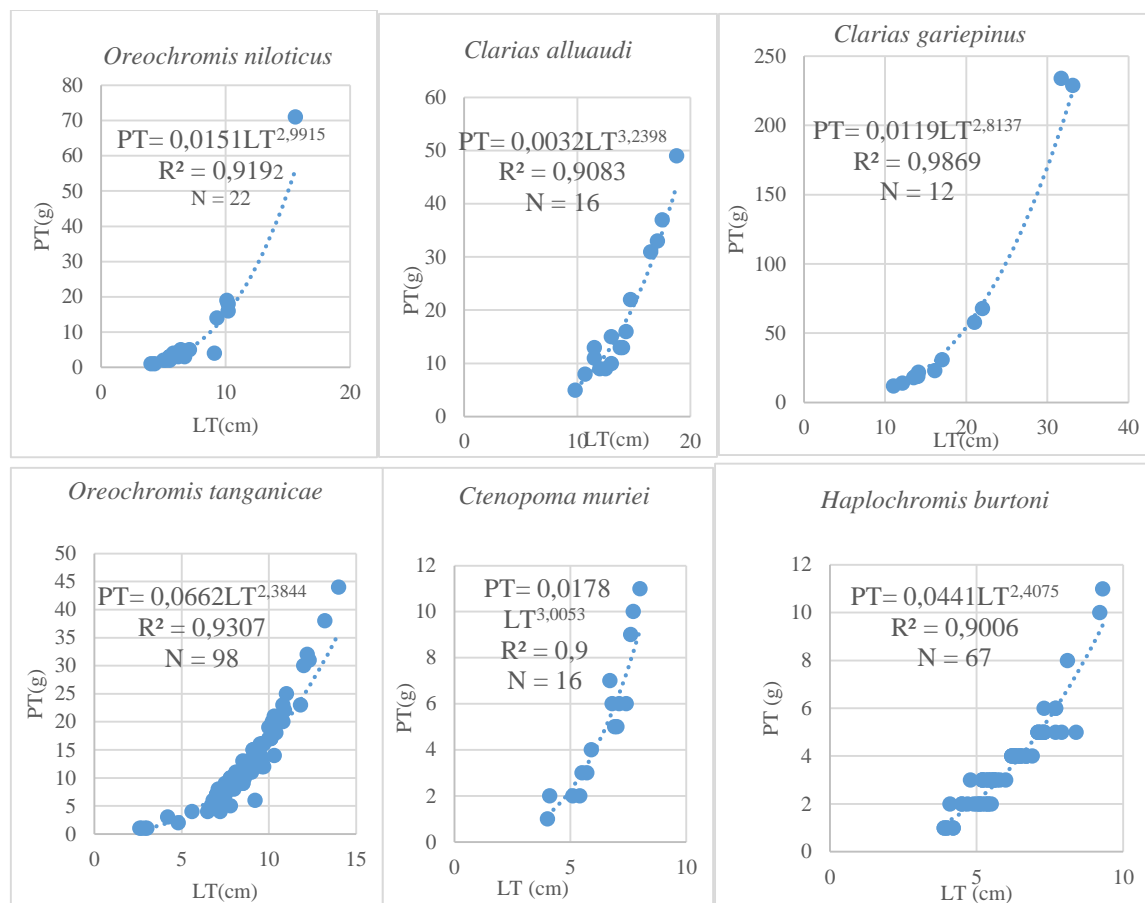 Oreochromis niloticus
80
70
60
50
40
30
20
10
0
PT(g)
PT= 0,0151LT2,9915
R² = 0,9192
N = 22
0
10
20
LT(cm)
Clarias alluaudi
60
50
40
30
20
10
0
PT(g)
PT= 0,0032LT3,2398
R² = 0,9083
N = 16
0
10
20
LT(cm)
Clarias gariepinus
250
200
150
100
50
0
PT(g)
PT= 0,0119LT2,8137
R² = 0,9869
N = 12
0
10
20
30
40
LT(cm)
Oreochromis tanganicae
50
45
40
35
30
25
20
15
10
5
0
PT(g)
PT= 0,0662LT2,3844
R² = 0,9307
N = 98
0
5
10
15
LT(cm)
Ctenopoma muriei
12
10
8
6
4
2
0
PT(g)
PT= 0,0178
LT3,0053
R² = 0,9
N = 16
0
5
10
LT (cm)
Haplochromis burtoni
12
10
8
6
4
2
0
PT (g)
PT= 0,0441LT2,4075
R² = 0,9006
N = 67
0
5
10
LT (cm)